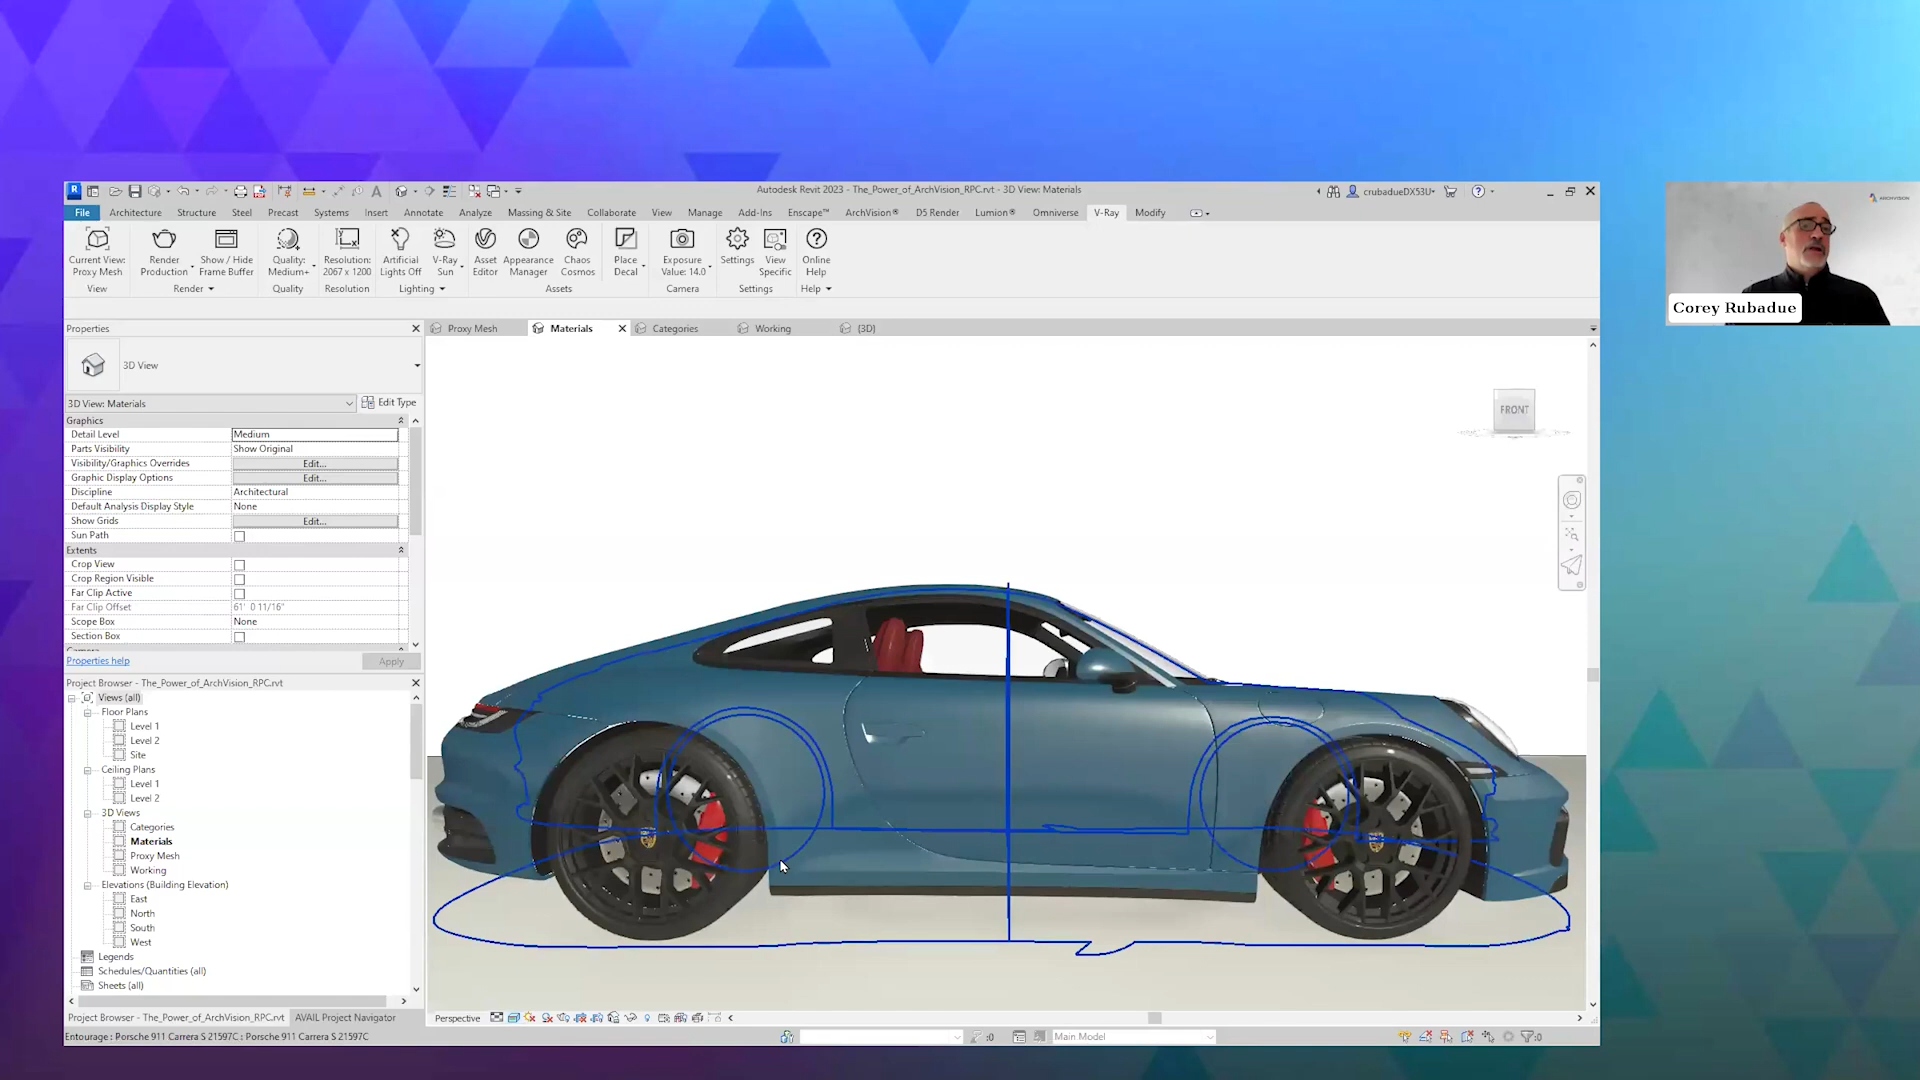 Autodesk Revit 2023 - The_Power_of_ArchVision_RPC.rvt - 3D View: Materials
crubadueDX53U
File Architecture Structure Steel Precast Systems Insert Annotate Analyze Massing & Site Collaborate View Manage Add-Ins Enscape™ ArchVision® D5 Render Lumion® Omniverse V-Ray Modify
Current View: Proxy Mesh
Render Production
Show / Hide Frame Buffer
Quality: Medium+
Resolution: 2067 x 1200
Artificial Lights Off
V-Ray Sun
Asset Editor
Appearance Manager
Chaos Cosmos
Place Decal
Exposure Value: 14.0
Settings
View Specific
Online Help
View Render Quality Resolution Lighting Assets Camera Settings Help
ARCHVISION
Corey Rubadue
Properties
Proxy Mesh Materials Categories Working (3D)
3D View
3D View: Materials Edit Type
Graphics
Detail Level Medium
Parts Visibility Show Original
Visibility/Graphics Overrides Edit...
Graphic Display Options Edit...
Discipline Architectural
Default Analysis Display Style None
Show Grids Edit...
Sun Path
Extents
Crop View
Crop Region Visible
Far Clip Active
Far Clip Offset 61' 0 11/16"
Scope Box None
Section Box
Properties help Apply
FRONT
Project Browser - The_Power_of_ArchVision_RPC.rvt
Views (all)
Floor Plans
Level 1
Level 2
Site
Ceiling Plans
Level 1
Level 2
3D Views
Categories
Materials
Proxy Mesh
Working
Elevations (Building Elevation)
East
North
South
West
Legends
Schedules/Quantities (all)
Sheets (all)
Project Browser - The_Power_of_ArchVision_RPC.rvt AVAIL Project Navigator
Perspective
Entourage : Porsche 911 Carrera S 21597C : Porsche 911 Carrera S 21597C
:0
Main Model
:0